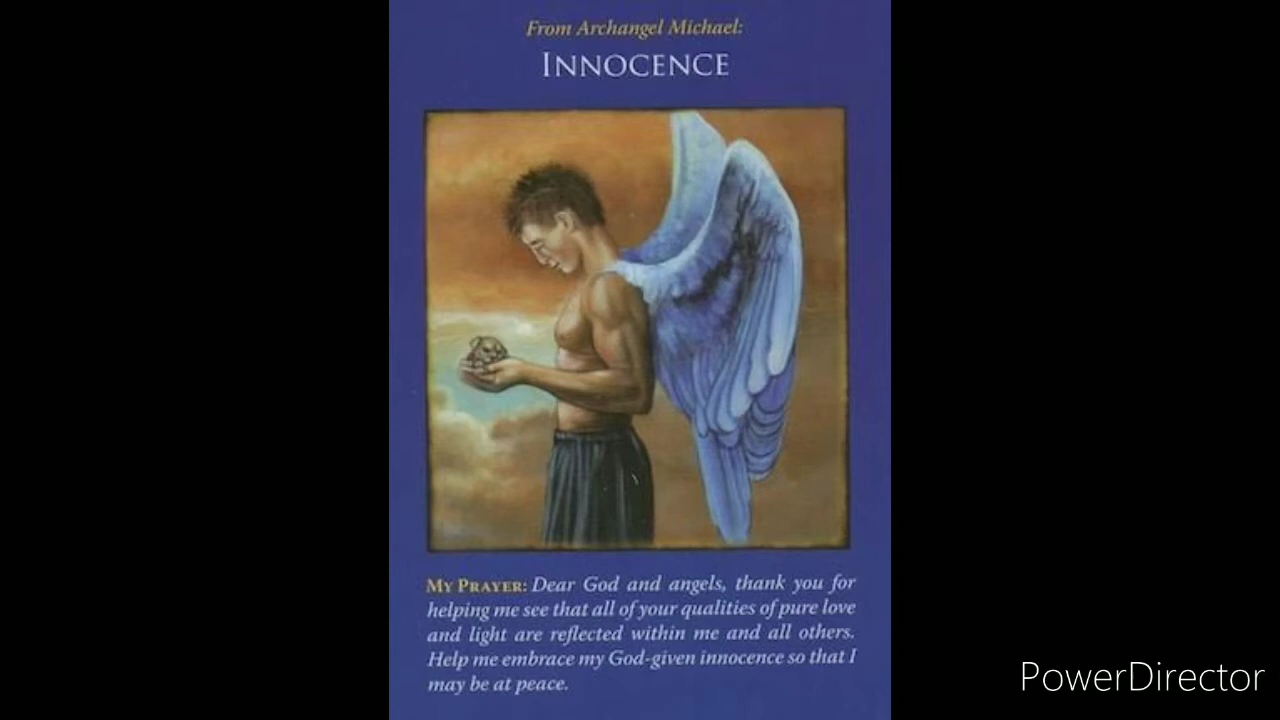 From Archangel Michael:
INNOCENCE
MY PRAYER: Dear God and angels, thank you for
helping me see that all of your qualities of pure love
and light are reflected within me and all others.
Help me embrace my God-given innocence so that I
may be at peace.
PowerDirector